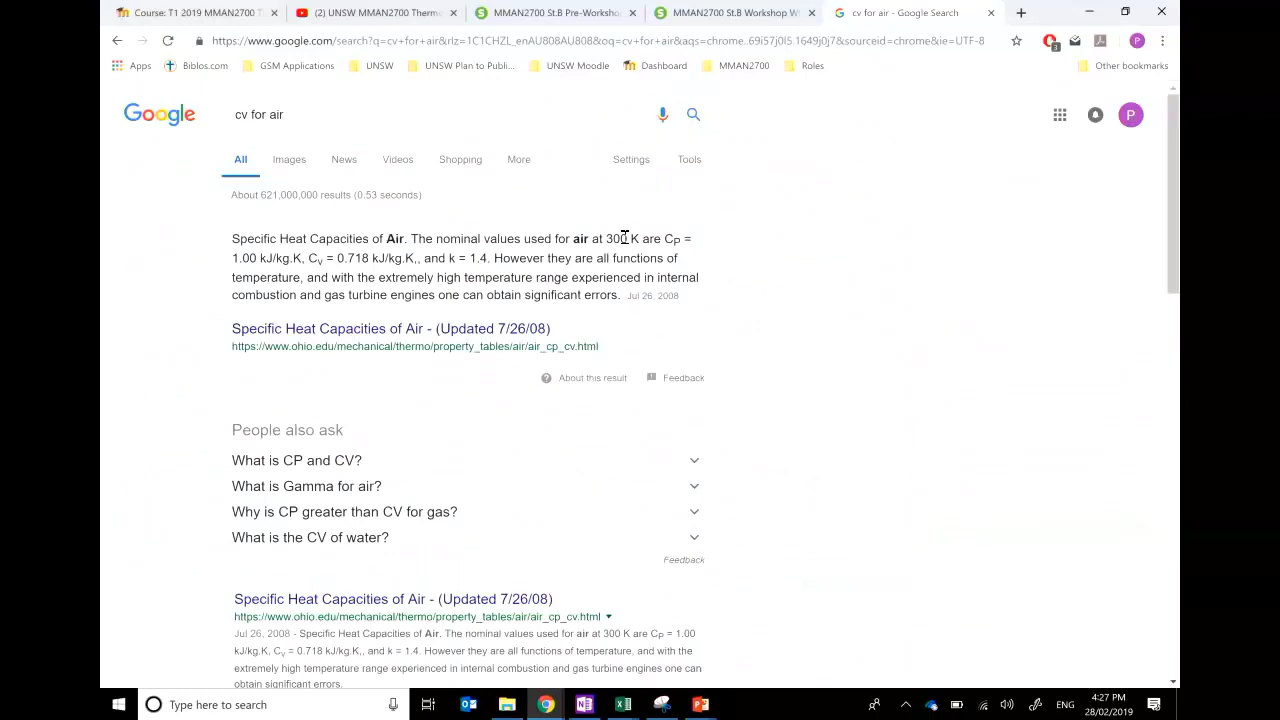 Course: T1 2019 MMAN2700 T
(2) UNSW MMAN2700 Thermo
MMAN2700 St.B Pre-Workshop
MMAN2700 St.B Workshop W
cv for air - Google Search
https://www.google.com/search?q=cv+for+air&rlz=1C1CHZL_enAU808AU808&oq=cv+for+air&aqs=chrome..69i57j0l5.1649j0j7&sourceid=chrome&ie=UTF-8
3
P
Apps
Biblos.com
GSM Applications
UNSW
UNSW Plan to Publi...
UNSW Moodle
Dashboard
MMAN2700
Roles
Other bookmarks
Google
cv for air
P
All
Images
News
Videos
Shopping
More
Settings
Tools
About 621,000,000 results (0.53 seconds)
Specific Heat Capacities of Air. The nominal values used for air at 300 K are CP =
1.00 kJ/kg.K, Cv = 0.718 kJ/kg.K,, and k = 1.4. However they are all functions of
temperature, and with the extremely high temperature range experienced in internal
combustion and gas turbine engines one can obtain significant errors. Jul 26, 2008
Specific Heat Capacities of Air - (Updated 7/26/08)
https://www.ohio.edu/mechanical/thermo/property_tables/air/air_cp_cv.html
About this result
Feedback
People also ask
What is CP and CV?
What is Gamma for air?
Why is CP greater than CV for gas?
What is the CV of water?
Feedback
Specific Heat Capacities of Air - (Updated 7/26/08)
https://www.ohio.edu/mechanical/thermo/property_tables/air/air_cp_cv.html
Jul 26, 2008 - Specific Heat Capacities of Air. The nominal values used for air at 300 K are CP = 1.00
kJ/kg.K, Cv = 0.718 kJ/kg.K,, and k = 1.4. However they are all functions of temperature, and with the
extremely high temperature range experienced in internal combustion and gas turbine engines one can
obtain significant errors.
Type here to search
ENG
4:27 PM
28/02/2019